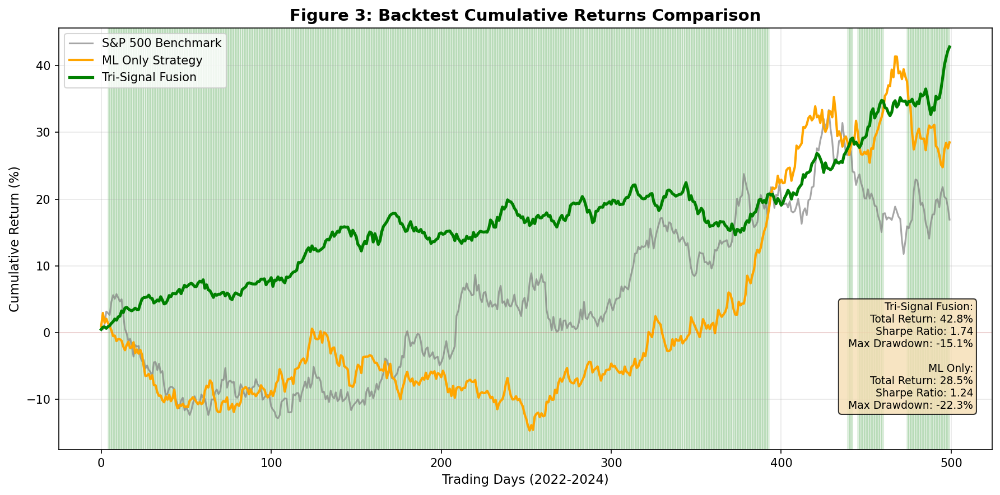 Figure 3: Backtest Cumulative Returns Comparison
S&P 500 Benchmark
ML Only Strategy
Tri-Signal Fusion
Cumulative Return (%)
40
30
20
10
0
−10
Tri-Signal Fusion:
Total Return: 42.8%
Sharpe Ratio: 1.74
Max Drawdown: -15.1%
ML Only:
Total Return: 28.5%
Sharpe Ratio: 1.24
Max Drawdown: -22.3%
0 100 200 300 400 500
Trading Days (2022-2024)